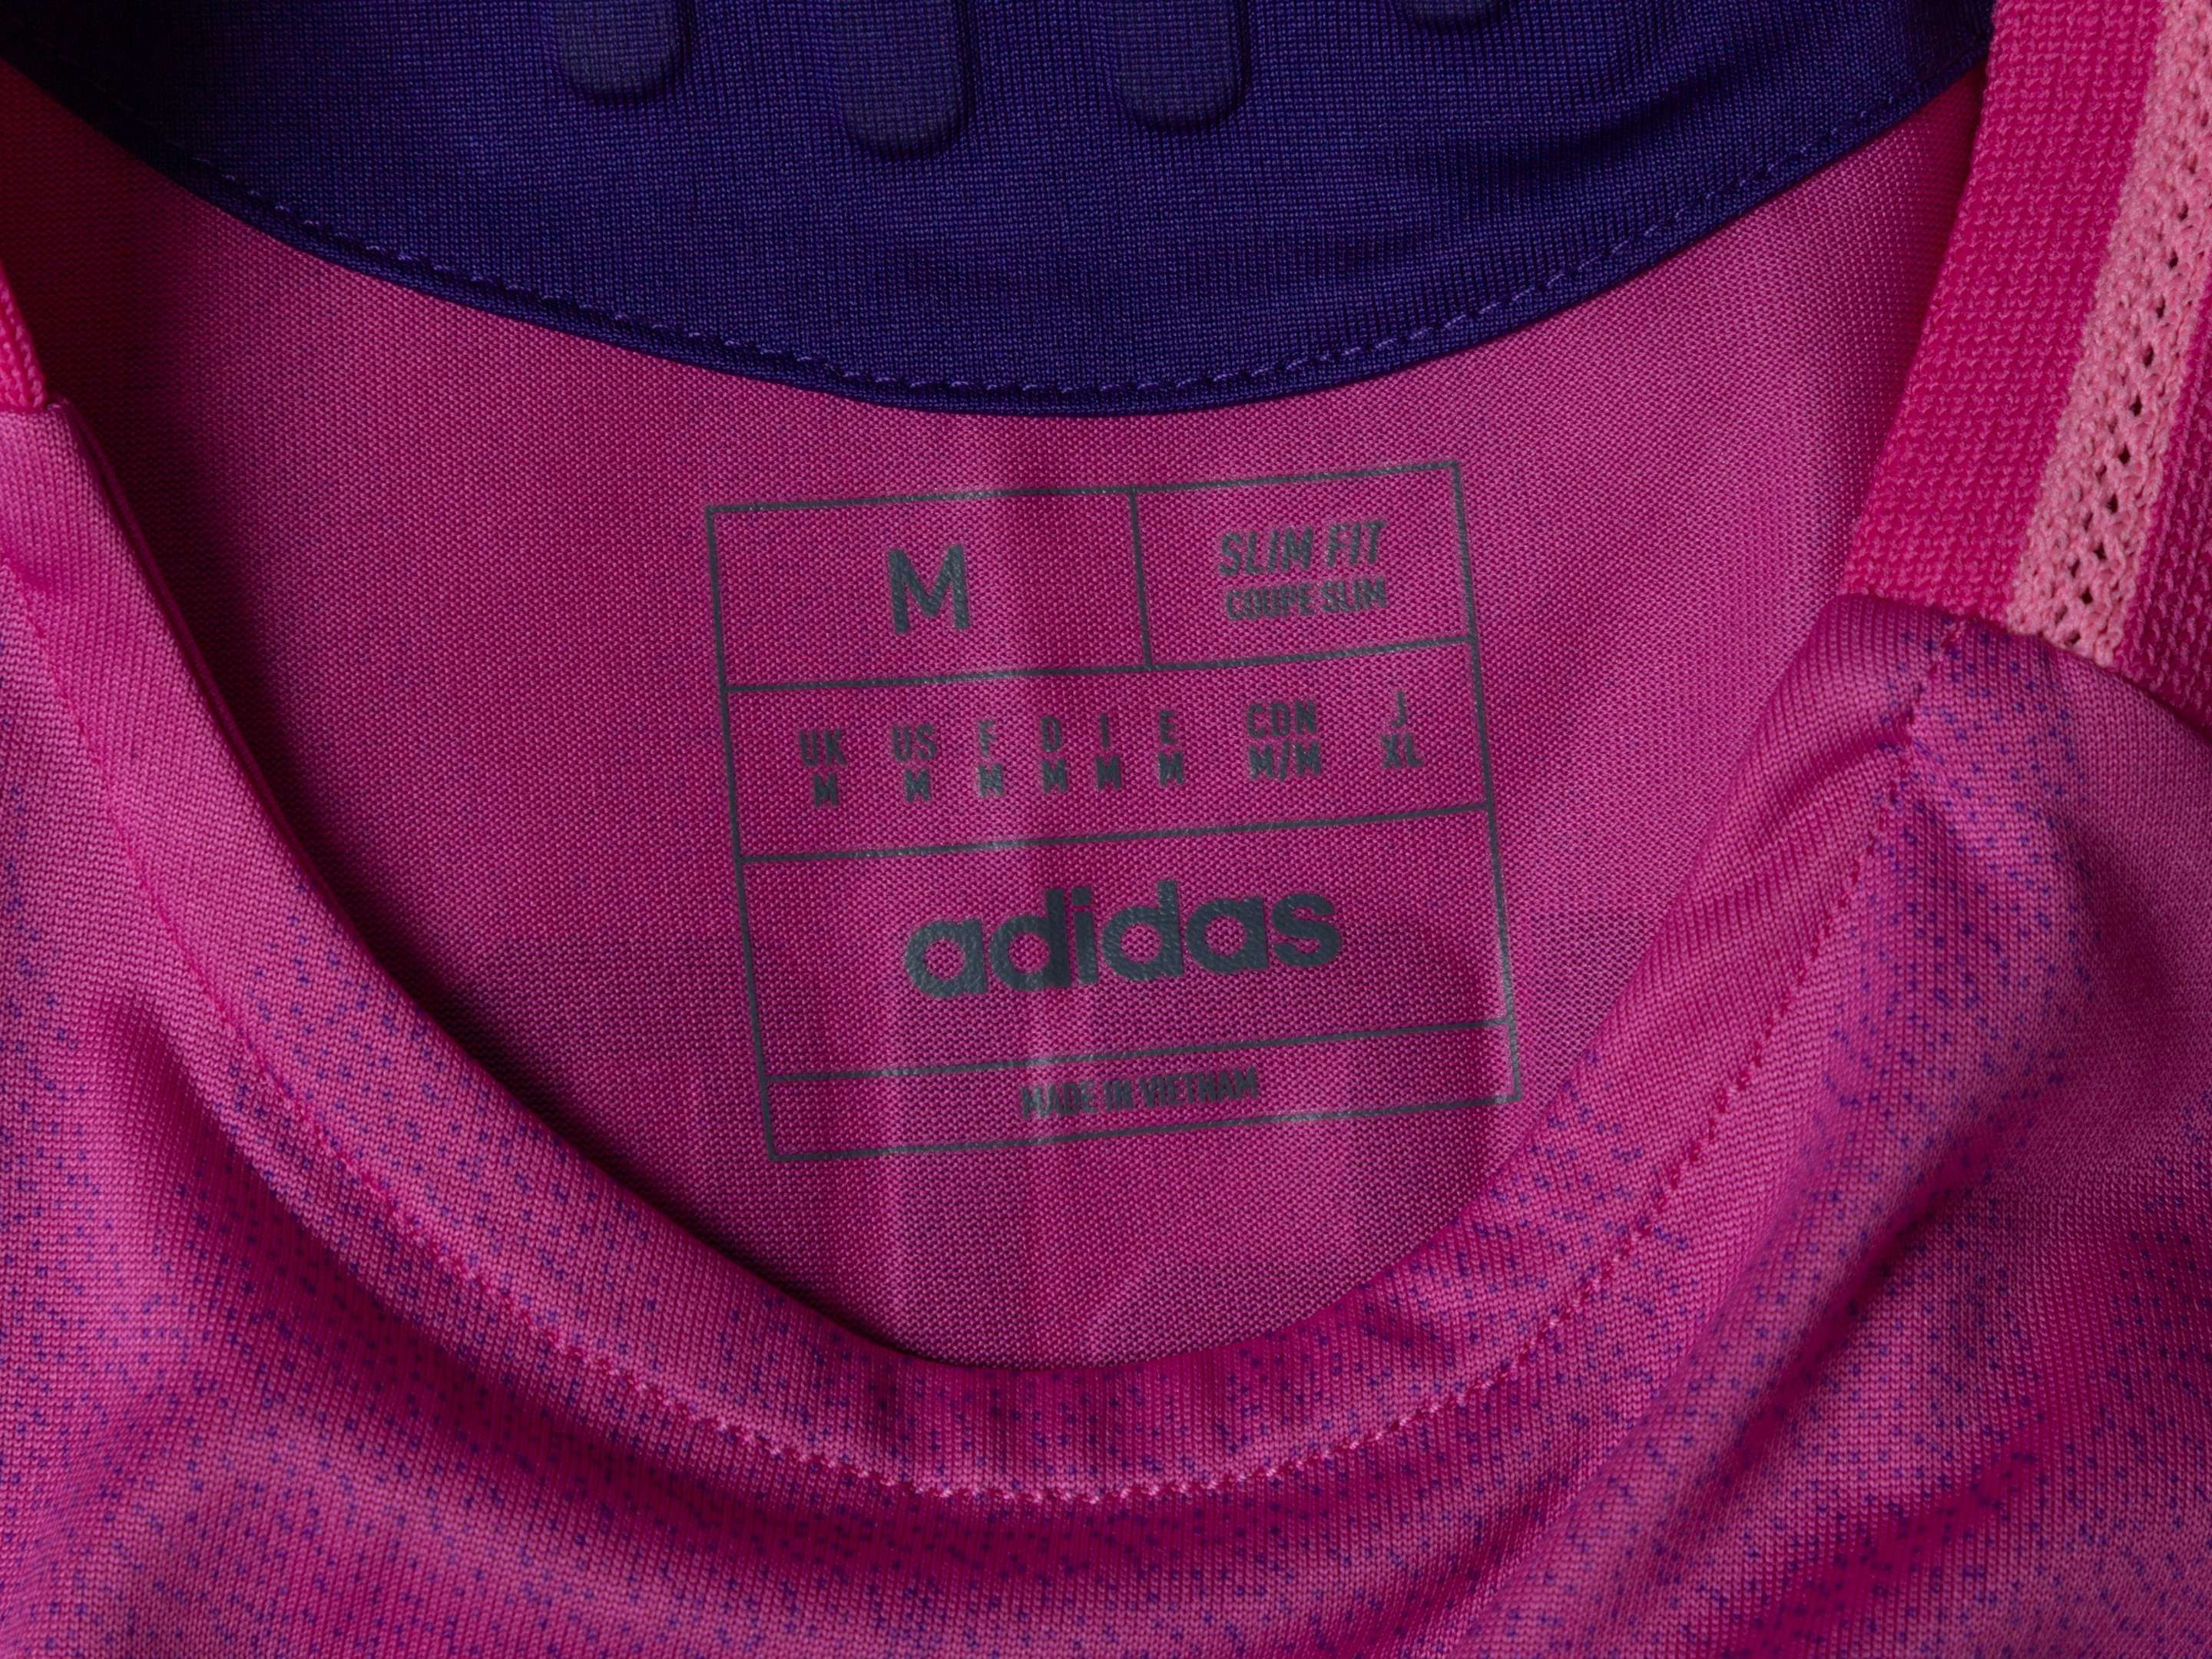 M
SLIM FIT
COUPE SLIM
UK US F D I E CDN J
M M M M M M M/M XL
adidas
MADE IN VIETNAM